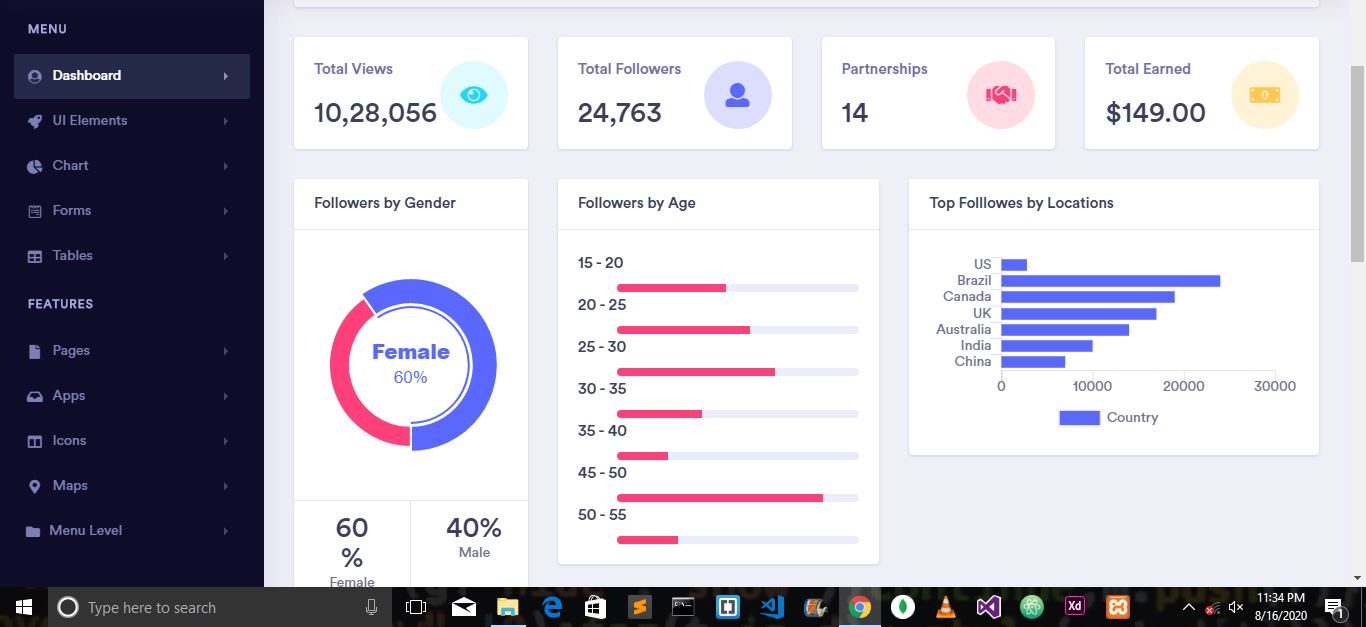 MENU
Dashboard
UI Elements
Chart
Forms
Tables
FEATURES
Pages
Apps
Icons
Maps
Menu Level
Total Views
10,28,056
Total Followers
24,763
Partnerships
14
Total Earned
$149.00
Followers by Gender
Female
60%
60
%
Female
40%
Male
Followers by Age
15 - 20
20 - 25
25 - 30
30 - 35
35 - 40
45 - 50
50 - 55
Top Folllowes by Locations
US
Brazil
Canada
UK
Australia
India
China
0 10000 20000 30000
Country
Type here to search
Xd
11:34 PM
8/16/2020
1